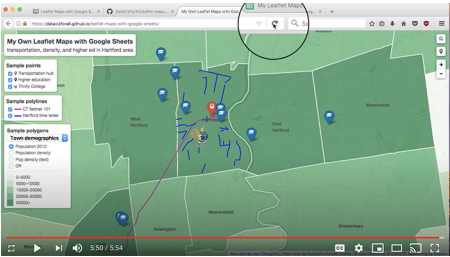 My Leaflet Maps
Leaflet Maps with Google Sheets
My Own Leaflet Maps with Goo
https://datavizforall.github.io/leaflet-maps-with-google-sheets/
My Own Leaflet Maps with Google Sheets
transportation, density, and higher ed in Hartford area
Sample points
Transportation hub
Higher education
Trinity College
Sample polylines
CT fastrak 101
Hartford bike lanes
Sample polygons
Town demographics
Population 2010
Population density
Pop density (text)
Off
0–5000
5000–10000
10000–20000
20000–50000
50000+
West
Hartford
East
Hartford
Manchester
Newington
Wethersfield
Glastonbury
5:50 / 5:54
CC